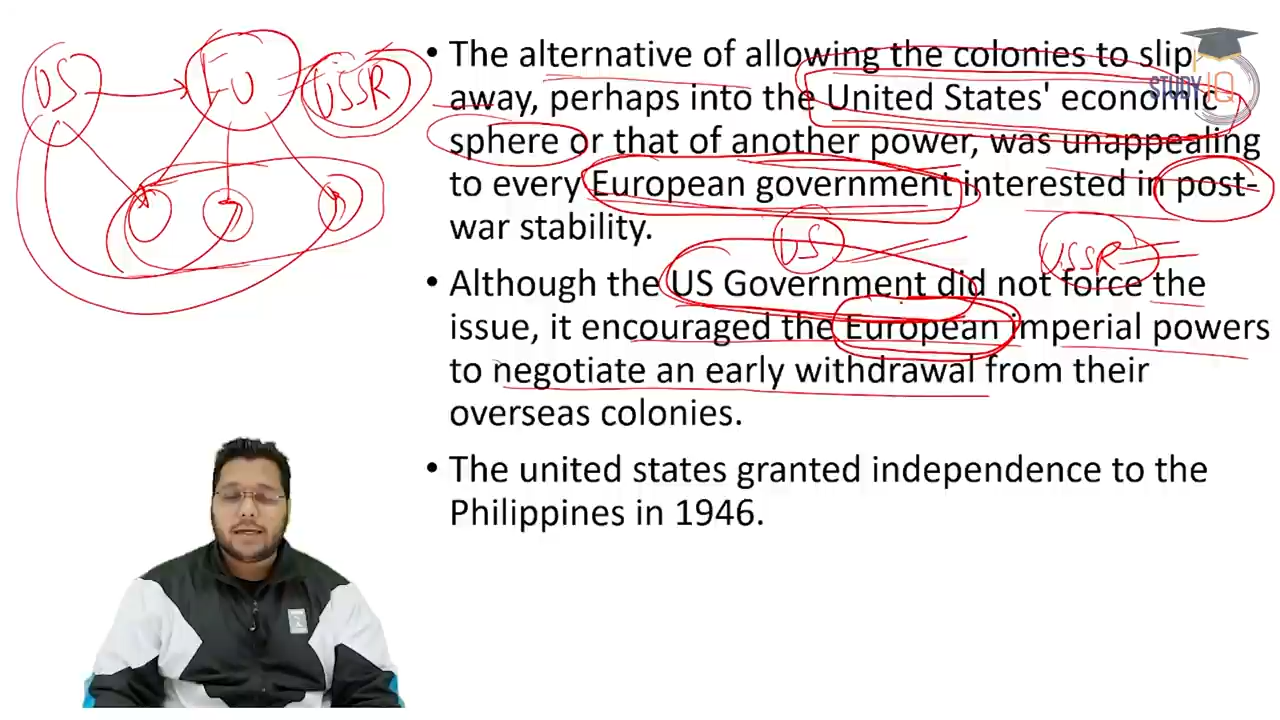 US
EU
USSR
STUDY IQ
• The alternative of allowing the colonies to slip
away, perhaps into the United States' economic
sphere or that of another power, was unappealing
to every European government interested in post-
war stability.
US
USSR
• Although the US Government did not force the
issue, it encouraged the European imperial powers
to negotiate an early withdrawal from their
overseas colonies.
• The united states granted independence to the
Philippines in 1946.